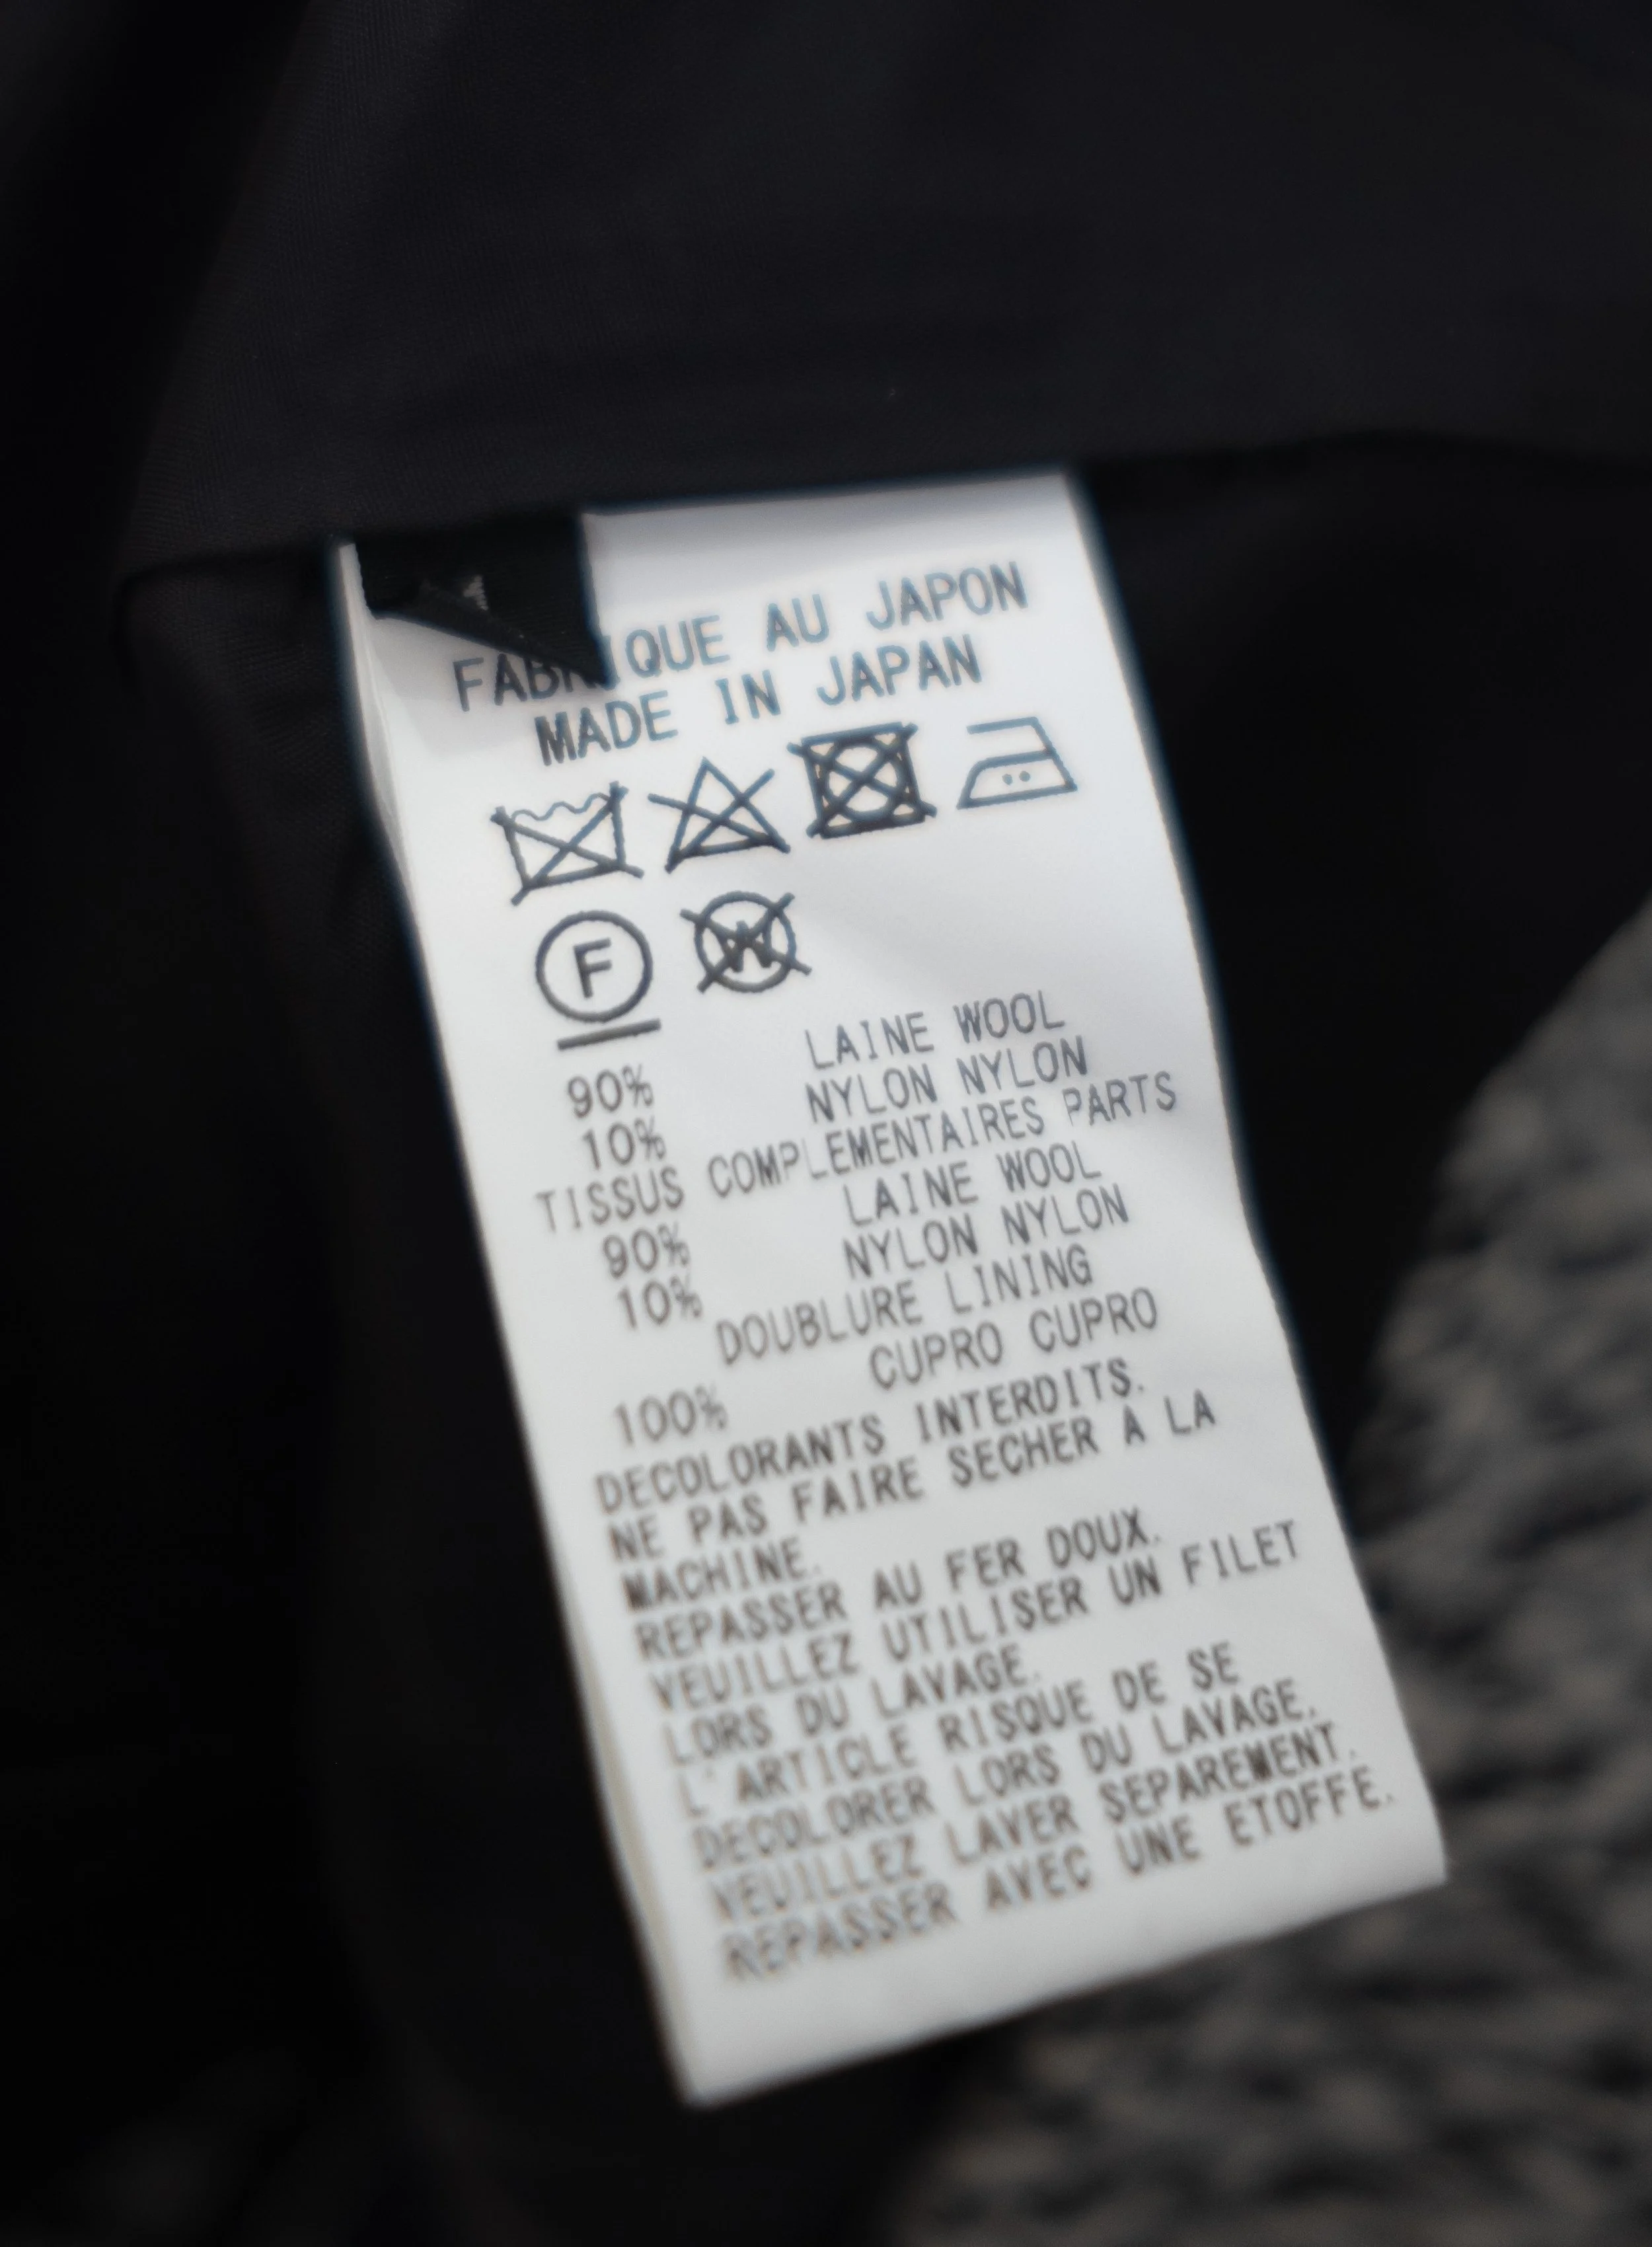 FABRIQUE AU JAPON
MADE IN JAPAN
F W
90% LAINE WOOL
10% NYLON NYLON
TISSUS COMPLEMENTAIRES PARTS
90% LAINE WOOL
10% NYLON NYLON
DOUBLURE LINING
100% CUPRO CUPRO
DECOLORANTS INTERDITS.
NE PAS FAIRE SECHER A LA
MACHINE.
REPASSER AU FER DOUX.
VEUILLEZ UTILISER UN FILET
LORS DU LAVAGE.
L'ARTICLE RISQUE DE SE
DECOLORER LORS DU LAVAGE.
VEUILLEZ LAVER SEPAREMENT.
REPASSER AVEC UNE ETOFFE.